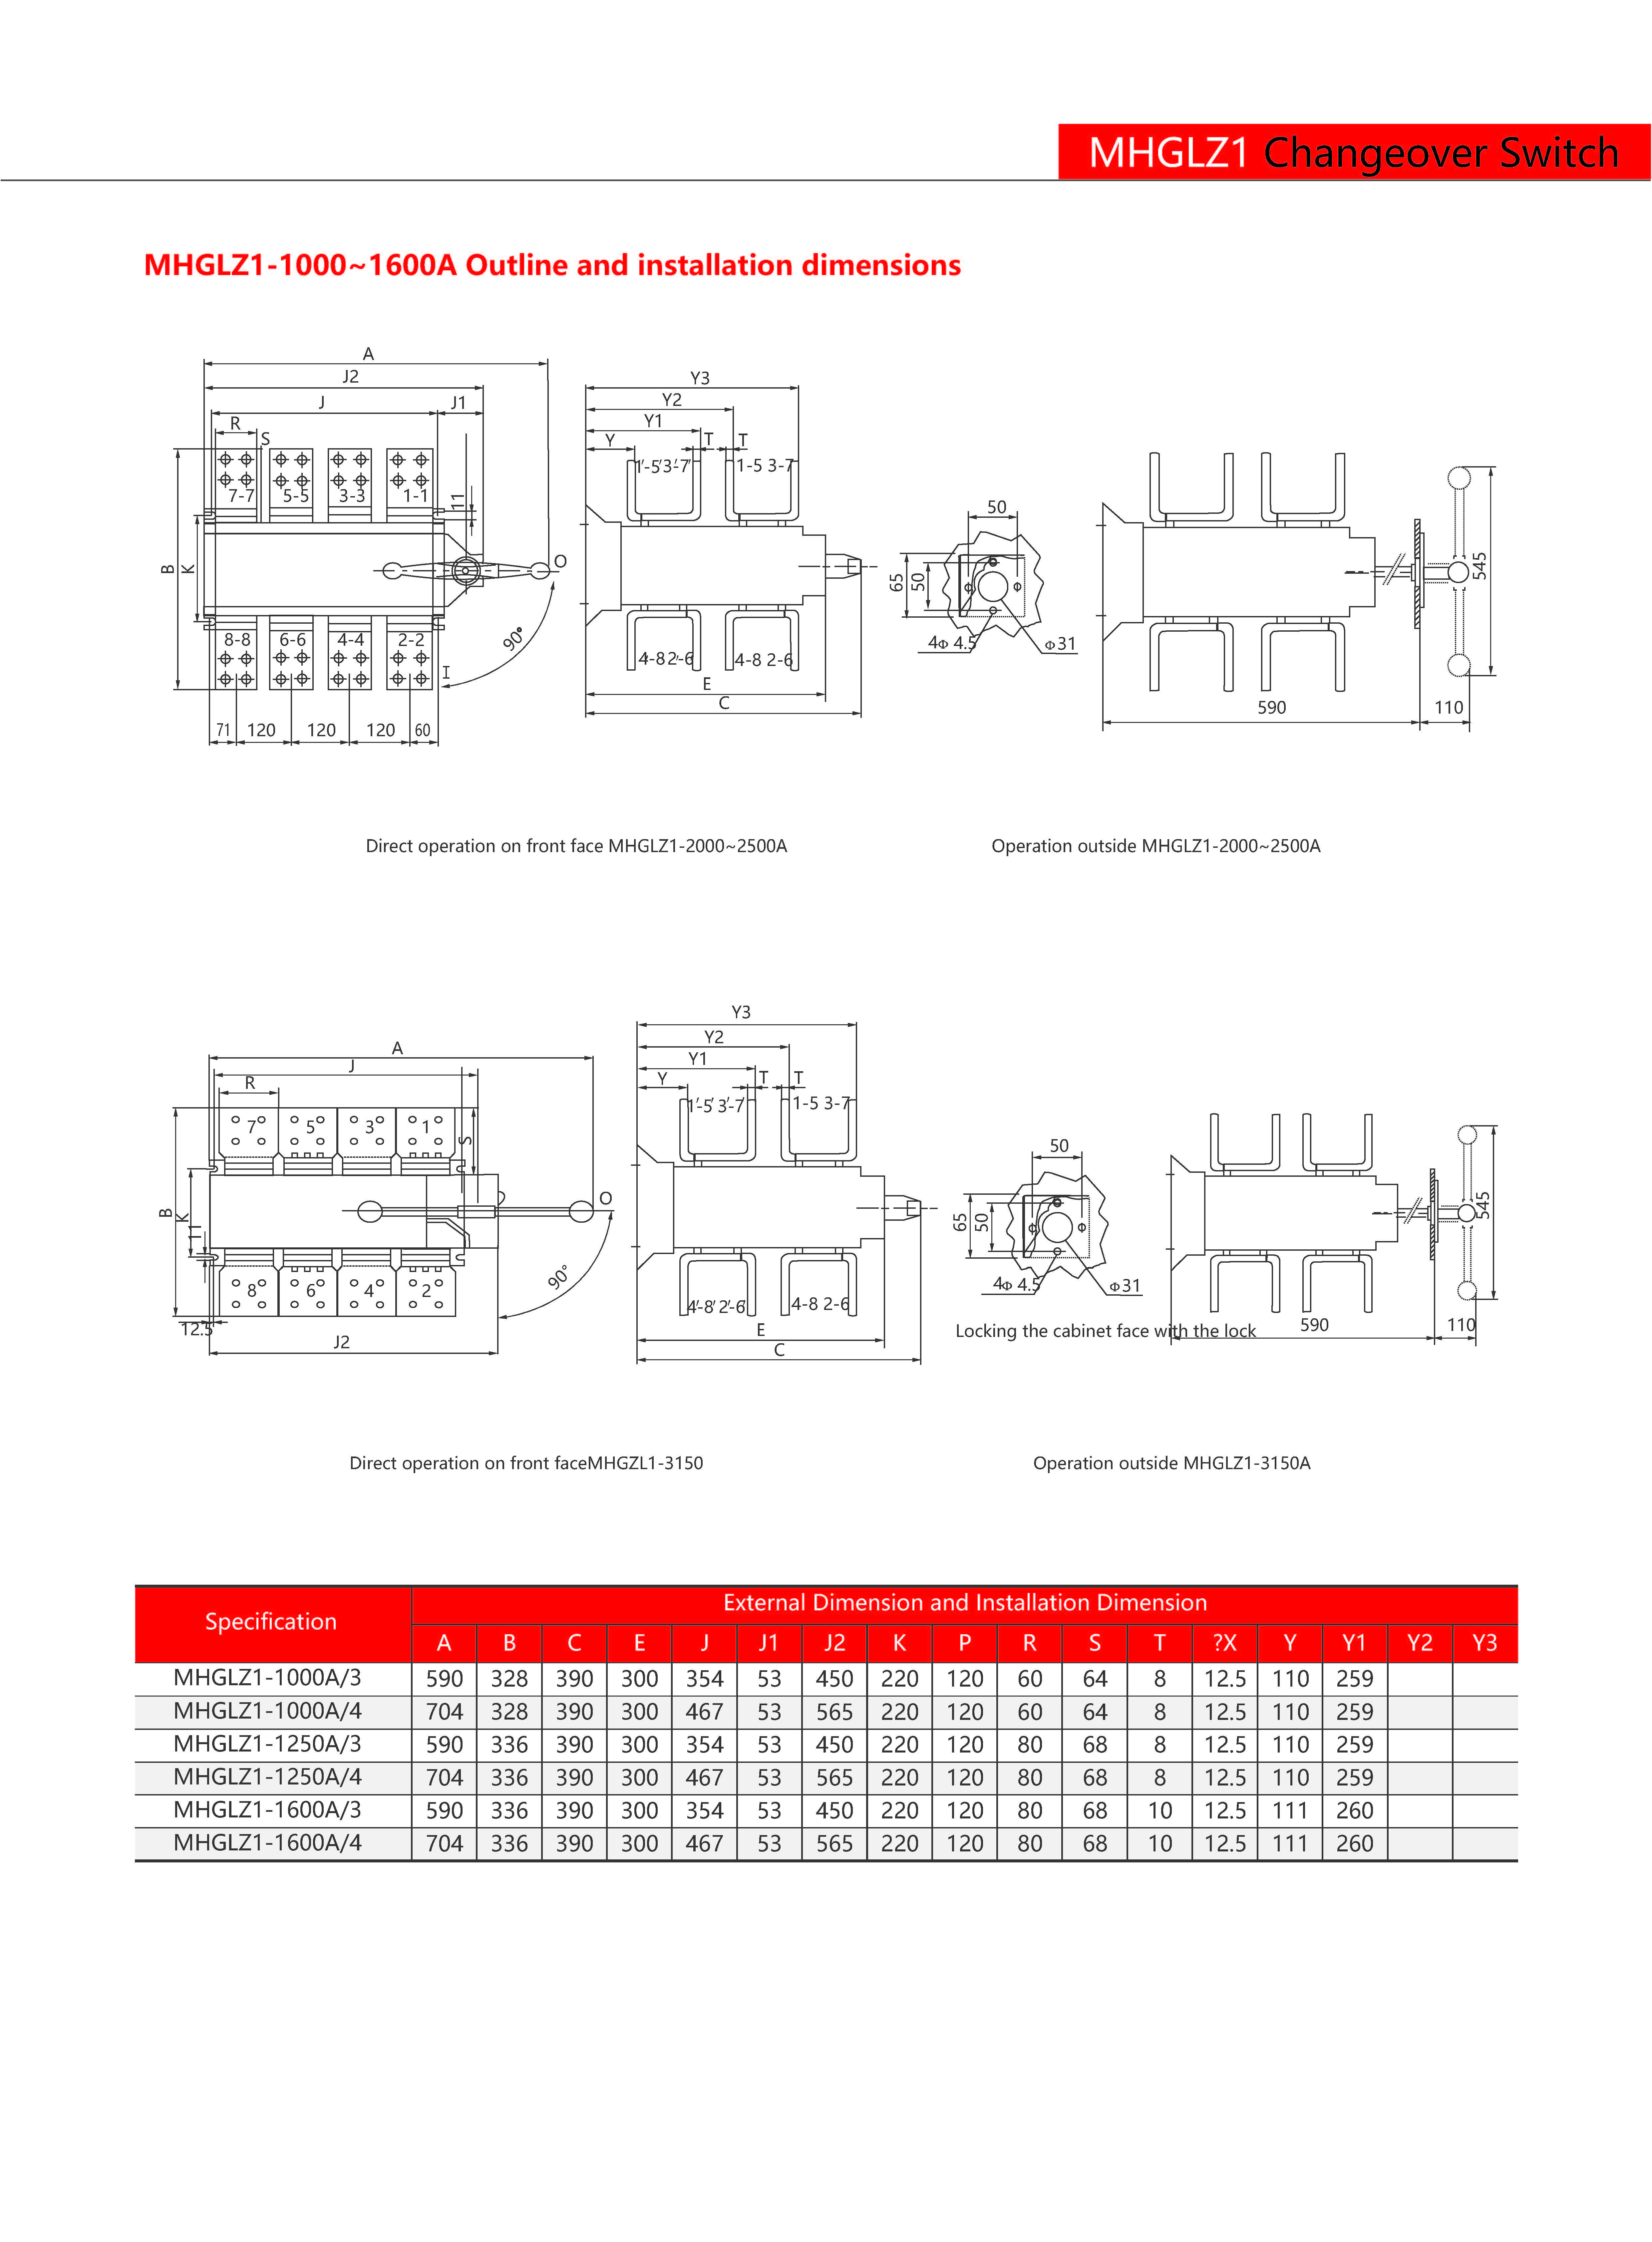 MHGLZ1 Changeover Switch
MHGLZ1-1000~1600A Outline and installation dimensions
A
J2
J
J1
R
S
7-7 5-5 3-3 1-1
11
B
K
O
8-8 6-6 4-4 2-2
90°
I
71 120 120 120 60
Y3
Y2
Y1
Y T T
1′-5′3′-7′ 1-5 3-7
4′-82′-6′ 4-8 2-6
E
C
50
65
50
4Φ 4.5
Φ31
545
590 110
Direct operation on front face MHGLZ1-2000~2500A
Operation outside MHGLZ1-2000~2500A
A
J
R
7 5 3 1
S
B
K
11
O
8 6 4 2
90°
12.5
J2
Y3
Y2
Y1
Y T T
1′-5′ 3′-7′ 1-5 3-7
4′-8′ 2′-6′ 4-8 2-6
E
C
50
65
50
4Φ 4.5
Φ31
Locking the cabinet face with the lock
545
590 110
Direct operation on front faceMHGZL1-3150
Operation outside MHGLZ1-3150A
Specification External Dimension and Installation Dimension
A B C E J J1 J2 K P R S T ?X Y Y1 Y2 Y3
MHGLZ1-1000A/3 590 328 390 300 354 53 450 220 120 60 64 8 12.5 110 259
MHGLZ1-1000A/4 704 328 390 300 467 53 565 220 120 60 64 8 12.5 110 259
MHGLZ1-1250A/3 590 336 390 300 354 53 450 220 120 80 68 8 12.5 110 259
MHGLZ1-1250A/4 704 336 390 300 467 53 565 220 120 80 68 8 12.5 110 259
MHGLZ1-1600A/3 590 336 390 300 354 53 450 220 120 80 68 10 12.5 111 260
MHGLZ1-1600A/4 704 336 390 300 467 53 565 220 120 80 68 10 12.5 111 260